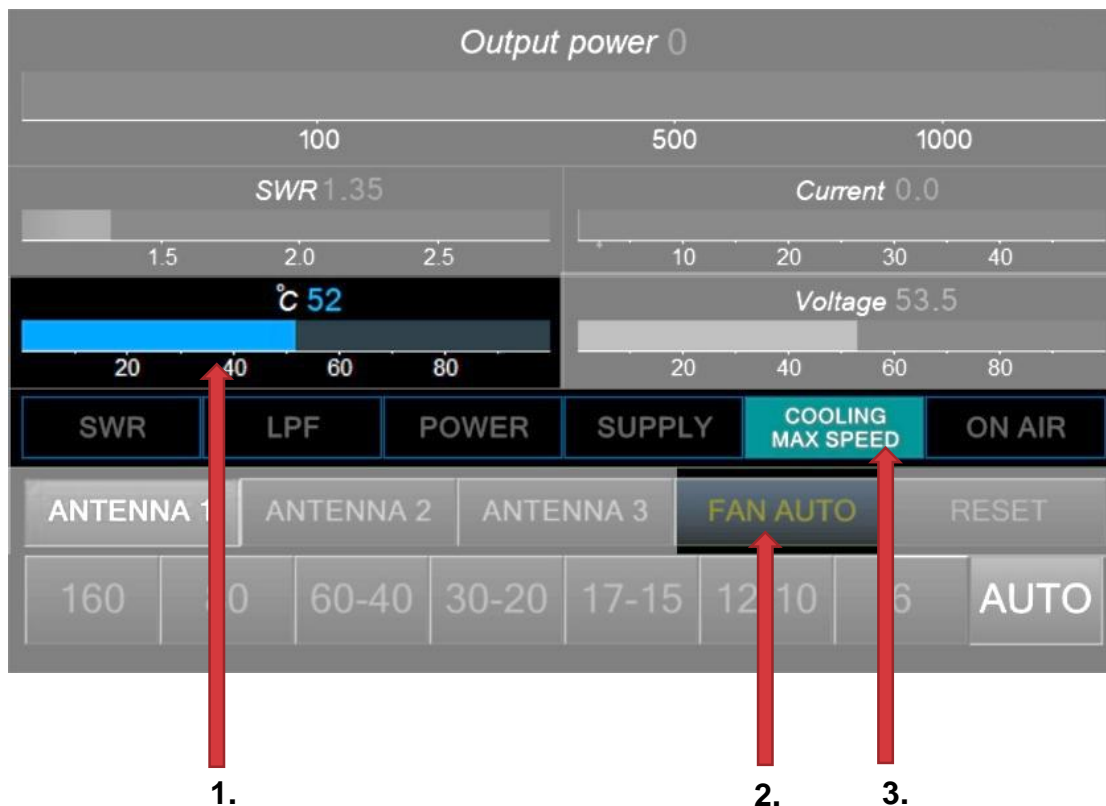 Output power 0
100 500 1000
SWR 1.35
1.5 2.0 2.5
Current 0.0
10 20 30 40
°C 52
20 40 60 80
Voltage 53.5
20 40 60 80
SWR LPF POWER SUPPLY COOLING MAX SPEED ON AIR
ANTENNA 1 ANTENNA 2 ANTENNA 3 FAN AUTO RESET
160 60-40 30-20 17-15 6 AUTO
1. 2. 3.